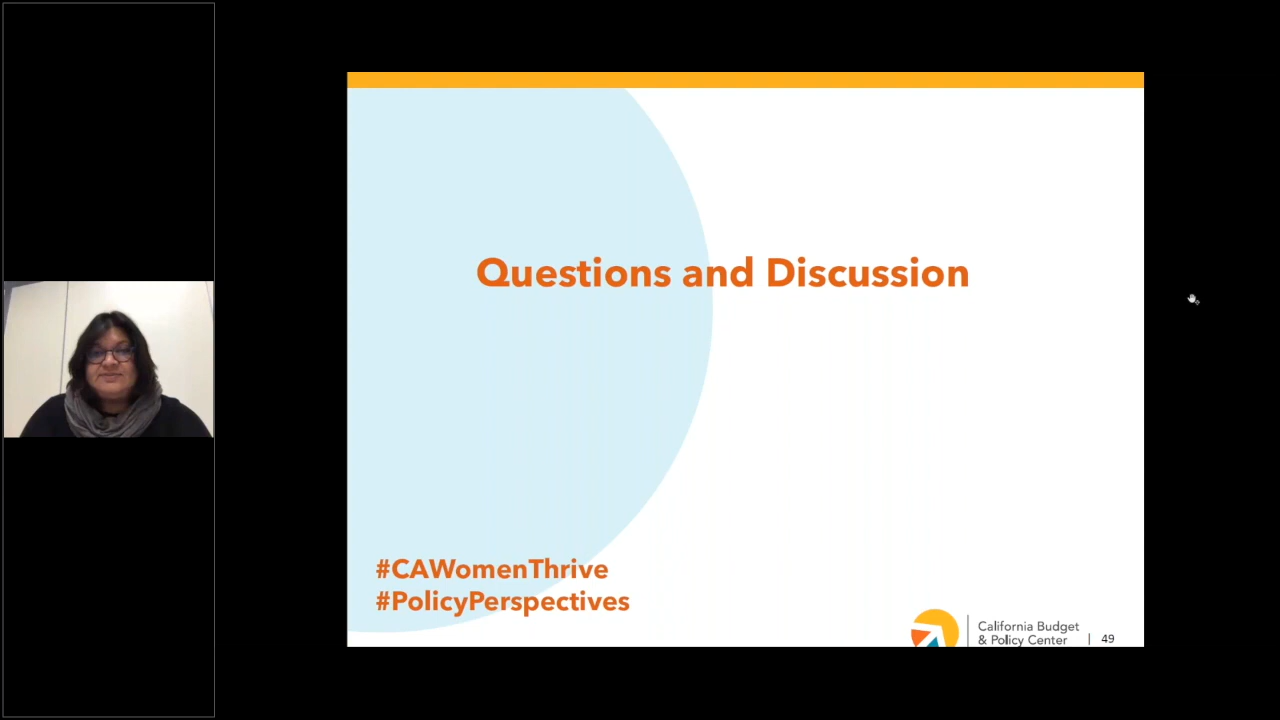 Questions and Discussion
#CAWomenThrive
#PolicyPerspectives
California Budget
& Policy Center | 49